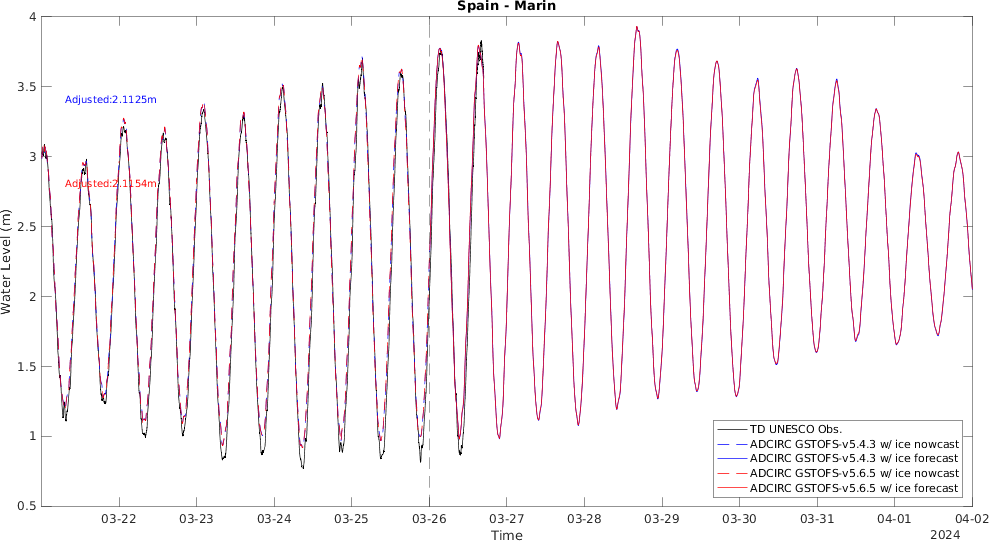 Spain - Marin
4
3.5
3
2.5
2
1.5
1
0.5
Water Level (m)
Adjusted:2.1125m
Adjusted:2.1154m
TD UNESCO Obs.
ADCIRC GSTOFS-v5.4.3 w/ ice nowcast
ADCIRC GSTOFS-v5.4.3 w/ ice forecast
ADCIRC GSTOFS-v5.6.5 w/ ice nowcast
ADCIRC GSTOFS-v5.6.5 w/ ice forecast
03-22 03-23 03-24 03-25 03-26 03-27 03-28 03-29 03-30 03-31 04-01 04-02
Time
2024